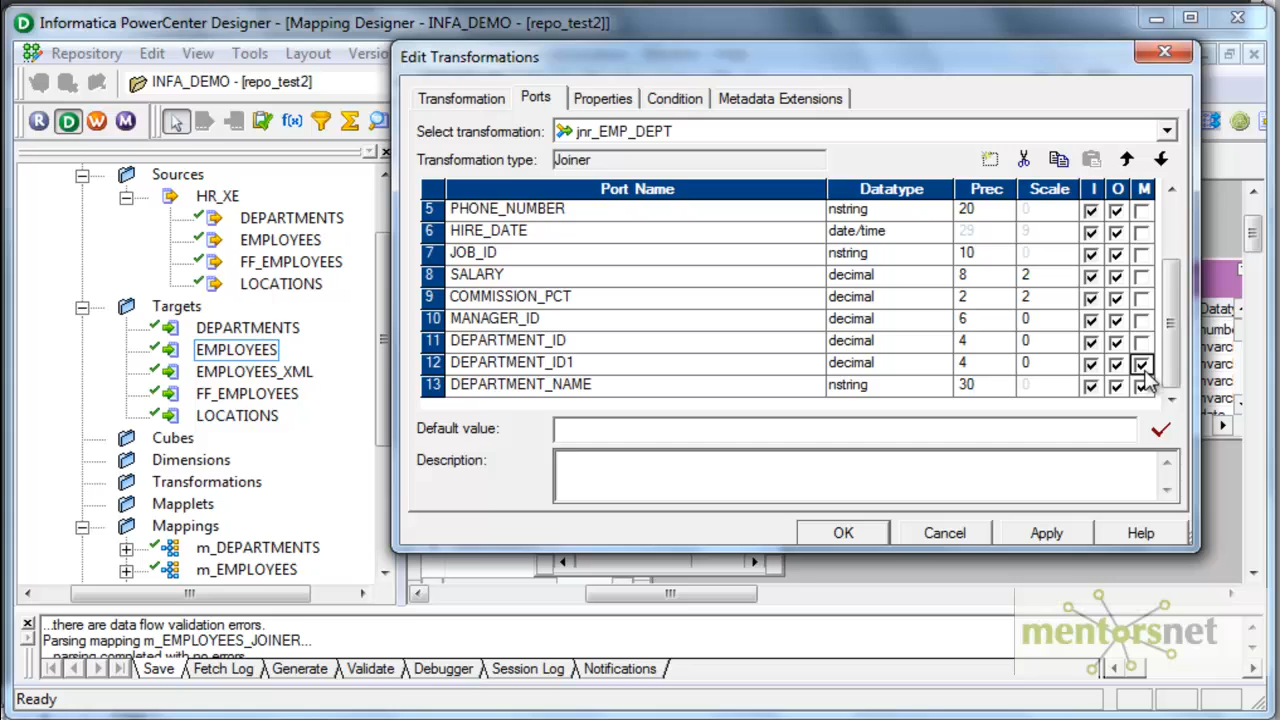 Informatica PowerCenter Designer - [Mapping Designer - INFA_DEMO - [repo_test2]]
Repository Edit View Tools Layout Versio
INFA_DEMO - [repo_test2]
Sources
HR_XE
DEPARTMENTS
EMPLOYEES
FF_EMPLOYEES
LOCATIONS
Targets
DEPARTMENTS
EMPLOYEES
EMPLOYEES_XML
FF_EMPLOYEES
LOCATIONS
Cubes
Dimensions
Transformations
Mapplets
Mappings
m_DEPARTMENTS
m_EMPLOYEES
Edit Transformations
Transformation Ports Properties Condition Metadata Extensions
Select transformation: jnr_EMP_DEPT
Transformation type: Joiner
Port Name Datatype Prec Scale I O M
5 PHONE_NUMBER nstring 20 0
6 HIRE_DATE date/time 29 9
7 JOB_ID nstring 10 0
8 SALARY decimal 8 2
9 COMMISSION_PCT decimal 2 2
10 MANAGER_ID decimal 6 0
11 DEPARTMENT_ID decimal 4 0
12 DEPARTMENT_ID1 decimal 4 0
13 DEPARTMENT_NAME nstring 30 0
Default value:
Description:
OK Cancel Apply Help
...there are data flow validation errors.
Parsing mapping m_EMPLOYEES_JOINER...
Save Fetch Log Generate Validate Debugger Session Log Notifications
mentorsnet
Ready